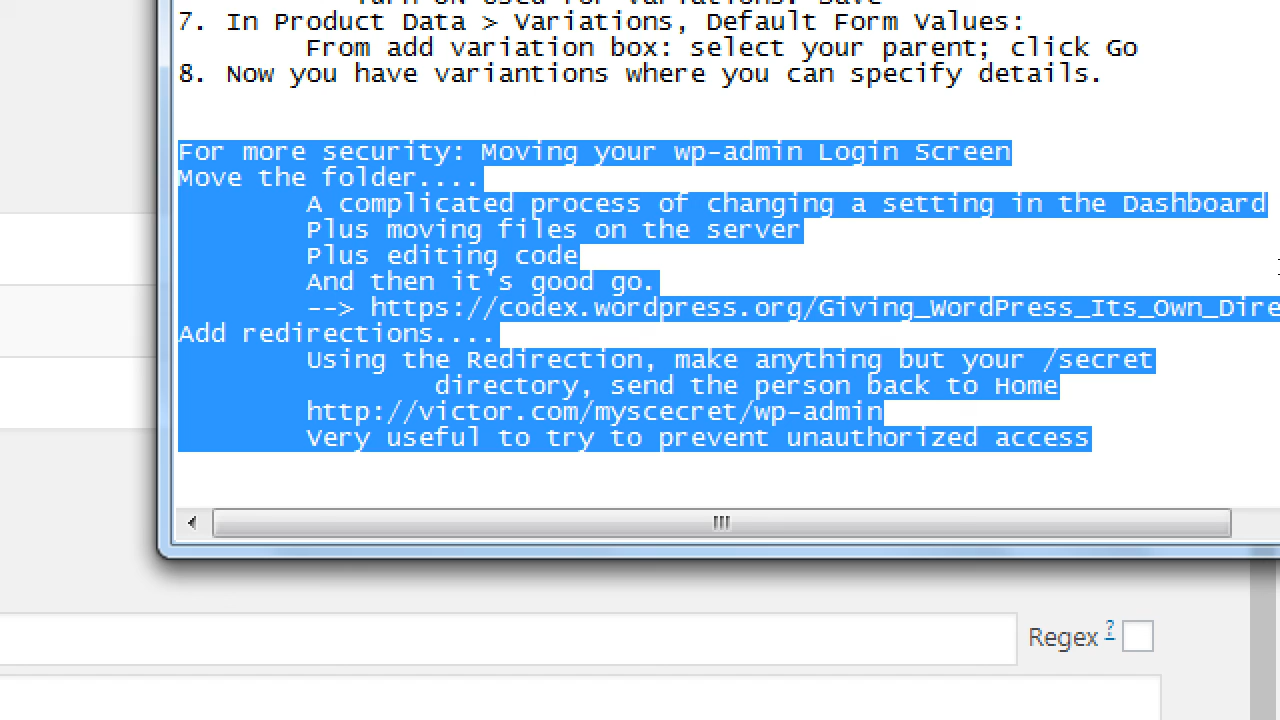 7. In Product Data > Variations, Default Form Values:
From add variation box: select your parent; click Go
8. Now you have variantions where you can specify details.
For more security: Moving your wp-admin Login Screen
Move the folder....
A complicated process of changing a setting in the Dashboard
Plus moving files on the server
Plus editing code
And then it's good go.
--> https://codex.wordpress.org/Giving_WordPress_Its_Own_Dire
Add redirections....
Using the Redirection, make anything but your /secret
directory, send the person back to Home
http://victor.com/myscecret/wp-admin
Very useful to try to prevent unauthorized access
Regex ?